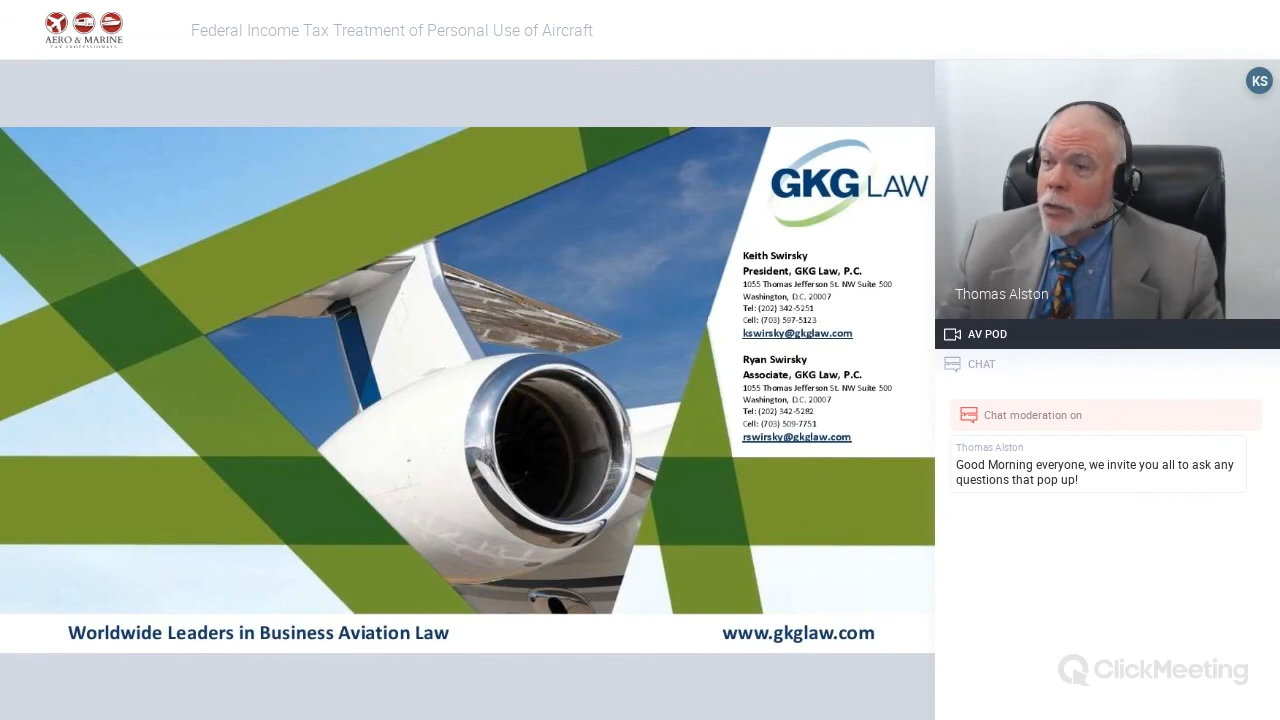 AERO & MARINE
TAX PROFESSIONALS
Federal Income Tax Treatment of Personal Use of Aircraft
KS
GKG LAW
Keith Swirsky
President, GKG Law, P.C.
1055 Thomas Jefferson St. NW Suite 500
Washington, D.C. 20007
Tel: (202) 342-5251
Cell: (703) 597-5123
kswirsky@gkglaw.com
Ryan Swirsky
Associate, GKG Law, P.C.
1055 Thomas Jefferson St. NW Suite 500
Washington, D.C. 20007
Tel: (202) 342-5282
Cell: (703) 509-7751
rswirsky@gkglaw.com
Worldwide Leaders in Business Aviation Law
www.gkglaw.com
Thomas Alston
AV POD
CHAT
Chat moderation on
Thomas Alston
Good Morning everyone, we invite you all to ask any
questions that pop up!
ClickMeeting